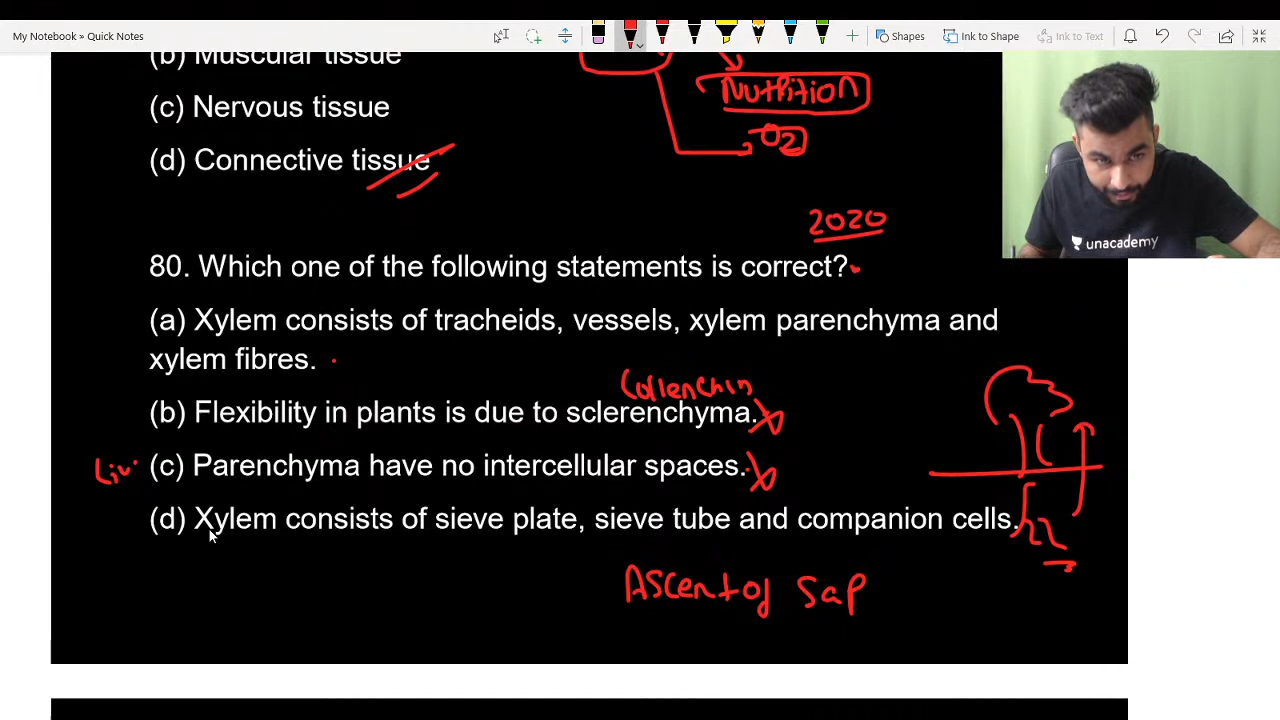 My Notebook » Quick Notes
Shapes
Ink to Shape
Ink to Text
(b) Muscular tissue
Nutrition
(c) Nervous tissue
O2
(d) Connective tissue
unacademy
2020
80. Which one of the following statements is correct?
(a) Xylem consists of tracheids, vessels, xylem parenchyma and
xylem fibres.
Collenchym
(b) Flexibility in plants is due to sclerenchyma.
Liv
(c) Parenchyma have no intercellular spaces.
(d) Xylem consists of sieve plate, sieve tube and companion cells.
Ascent of Sap